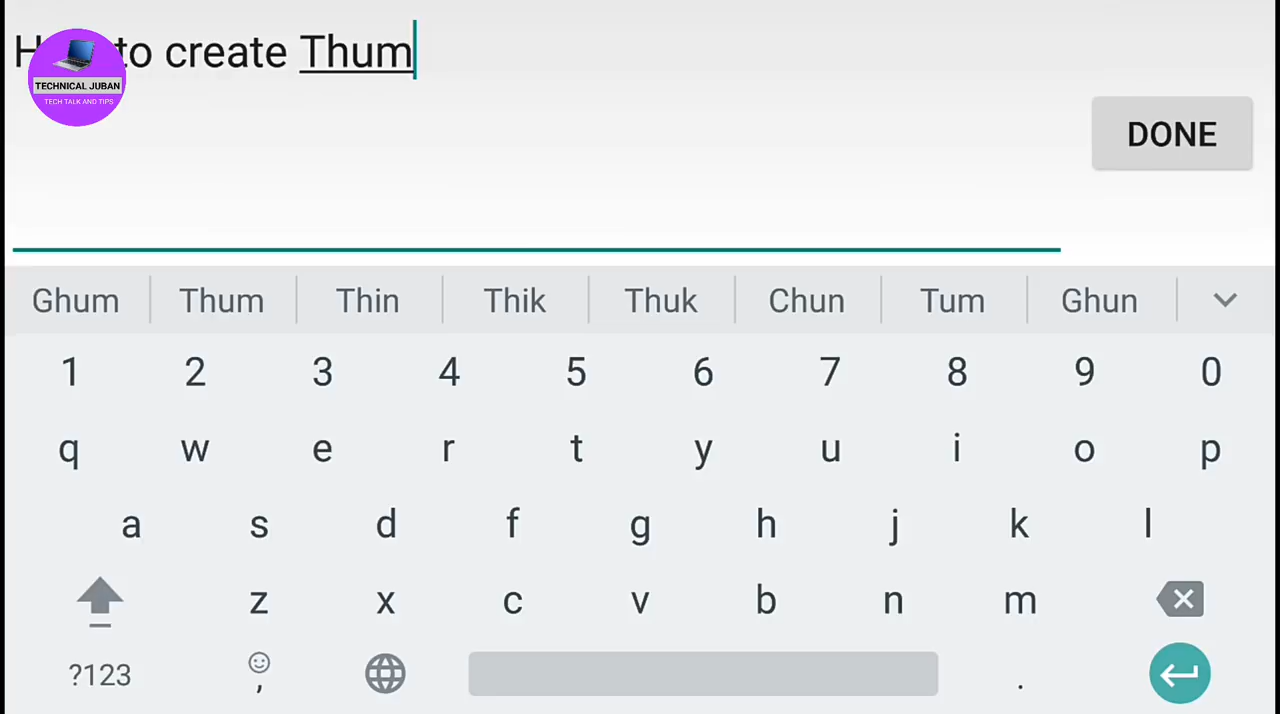 H to create Thum
TECHNICAL JUBAN
TECH TALK AND TIPS
DONE
Ghum Thum Thin Thik Thuk Chun Tum Ghun
1 2 3 4 5 6 7 8 9 0
q w e r t y u i o p
a s d f g h j k l
z x c v b n m
?123 , .